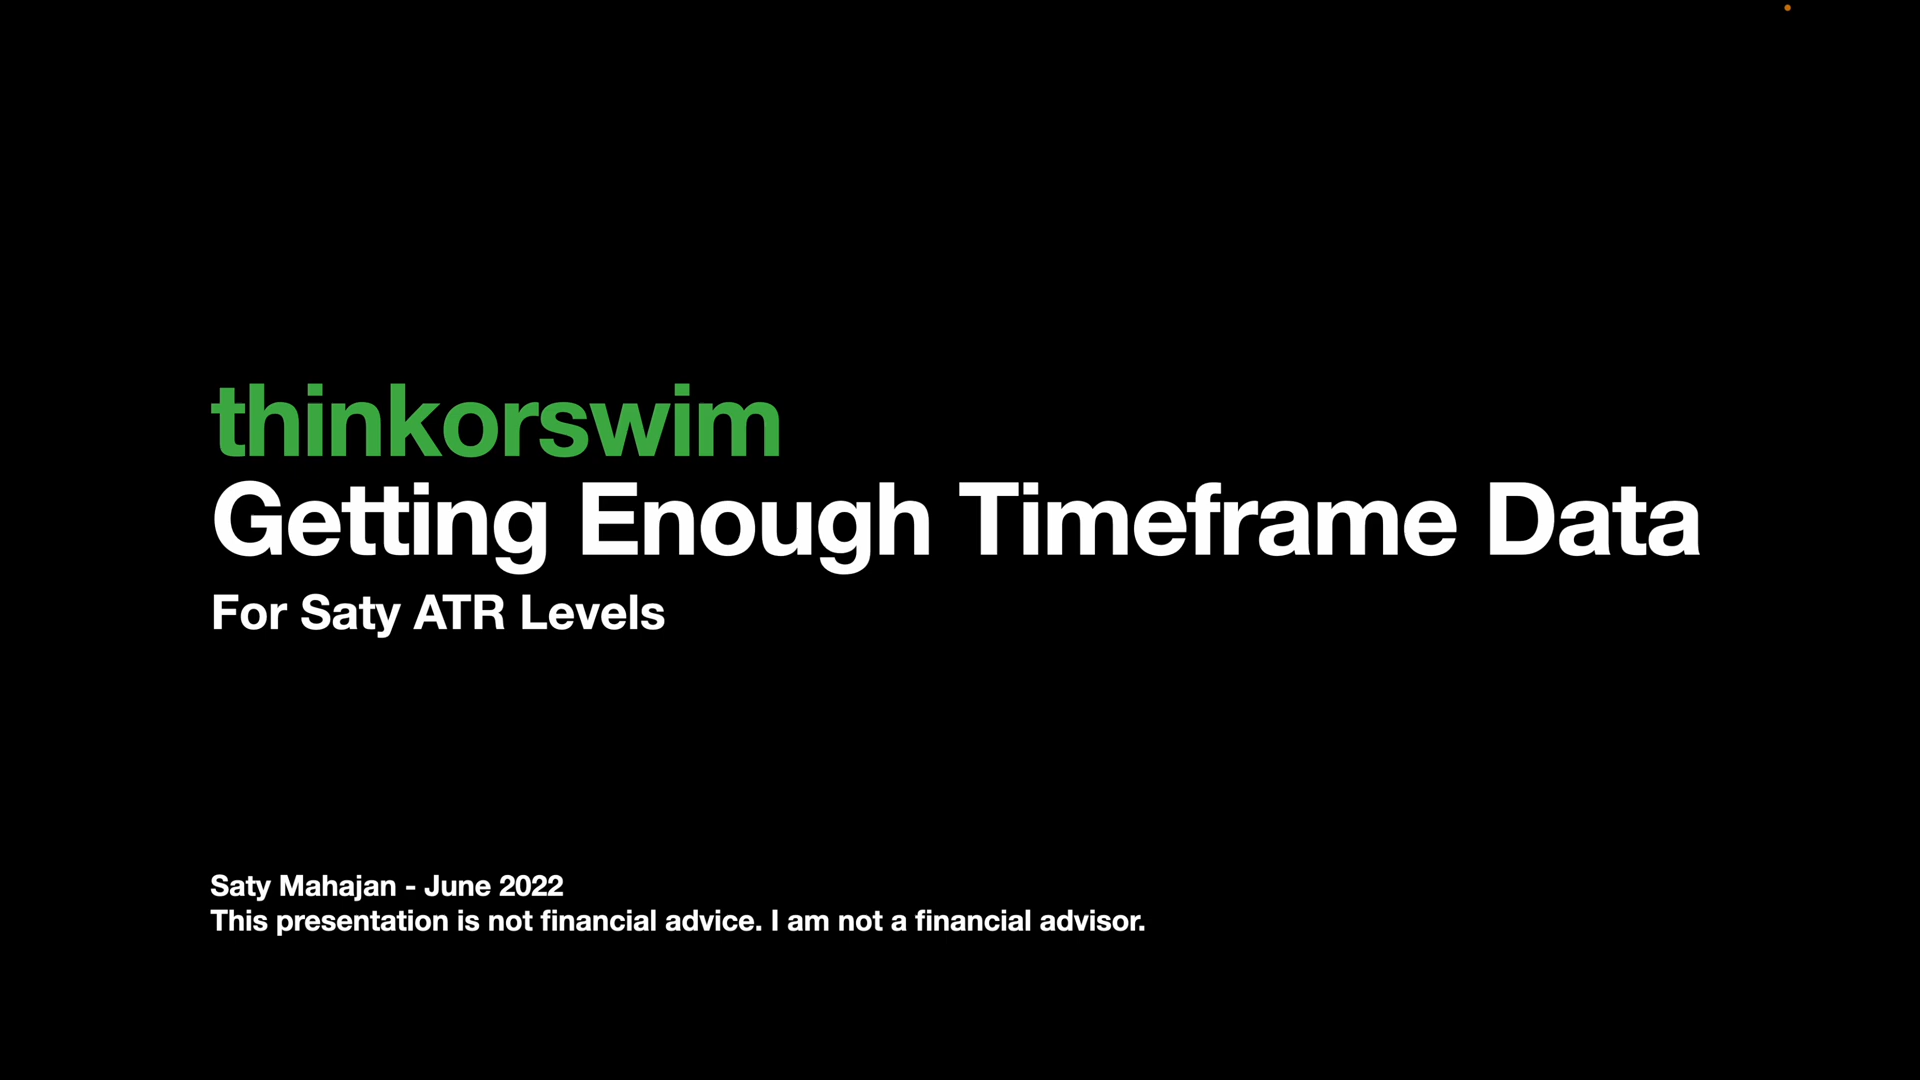 thinkorswim
Getting Enough Timeframe Data
For Saty ATR Levels
Saty Mahajan - June 2022
This presentation is not financial advice. I am not a financial advisor.